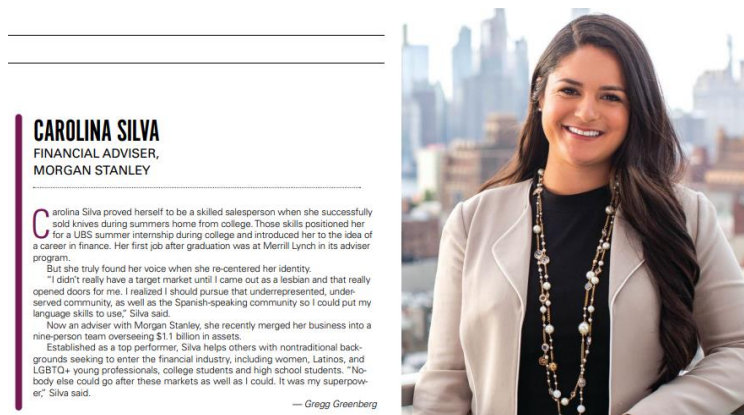 CAROLINA SILVA
FINANCIAL ADVISER,
MORGAN STANLEY
Carolina Silva proved herself to be a skilled salesperson when she successfully
sold knives during summers home from college. Those skills positioned her
for a UBS summer internship during college and introduced her to the idea of
a career in finance. Her first job after graduation was at Merrill Lynch in its adviser
program.
But she truly found her voice when she re-centered her identity.
“I didn’t really have a target market until I came out as a lesbian and that really
opened doors for me. I realized I should pursue that underrepresented, under-
served community, as well as the Spanish-speaking community so I could put my
language skills to use,” Silva said.
Now an adviser with Morgan Stanley, she recently merged her business into a
nine-person team overseeing $1.1 billion in assets.
Established as a top performer, Silva helps others with nontraditional back-
grounds seeking to enter the financial industry, including women, Latinos, and
LGBTQ+ young professionals, college students and high school students. “No-
body else could go after these markets as well as I could. It was my superpow-
er,” Silva said.
— Gregg Greenberg